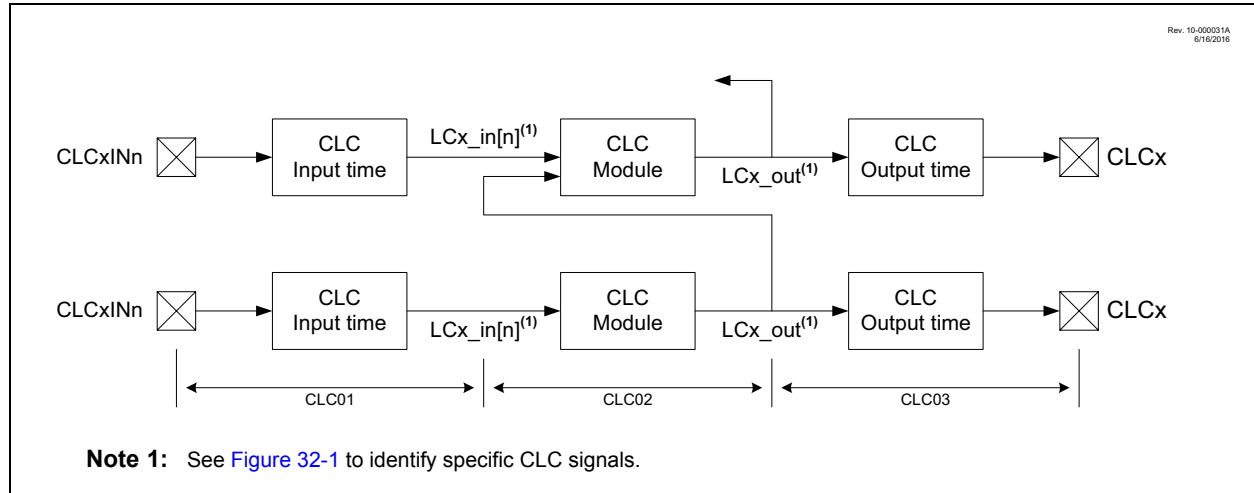 Rev. 10-000031A
6/16/2016
CLCxINn
CLC
Input time
LCx_in[n](1)
CLC
Module
LCx_out(1)
CLC
Output time
CLCx
CLCxINn
CLC
Input time
LCx_in[n](1)
CLC
Module
LCx_out(1)
CLC
Output time
CLCx
CLC01
CLC02
CLC03
Note 1: See Figure 32-1 to identify specific CLC signals.